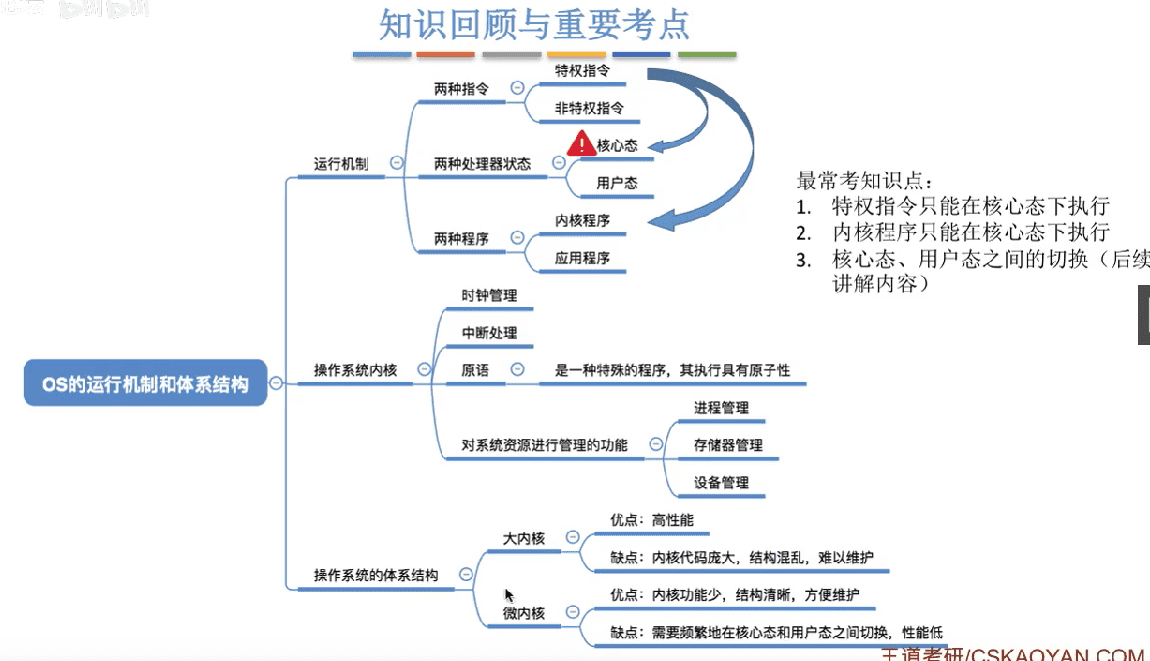 知识回顾与重要考点
特权指令
两种指令
非特权指令
核心态
运行机制
两种处理器状态
用户态
内核程序
两种程序
应用程序
最常考知识点：
1. 特权指令只能在核心态下执行
2. 内核程序只能在核心态下执行
3. 核心态、用户态之间的切换（后续
讲解内容）
时钟管理
中断处理
OS的运行机制和体系结构
操作系统内核
原语
是一种特殊的程序，其执行具有原子性
进程管理
对系统资源进行管理的功能
存储器管理
设备管理
优点：高性能
大内核
缺点：内核代码庞大，结构混乱，难以维护
操作系统的体系结构
优点：内核功能少，结构清晰，方便维护
微内核
缺点：需要频繁地在核心态和用户态之间切换，性能低
王道考研/CSKAOYAN.COM